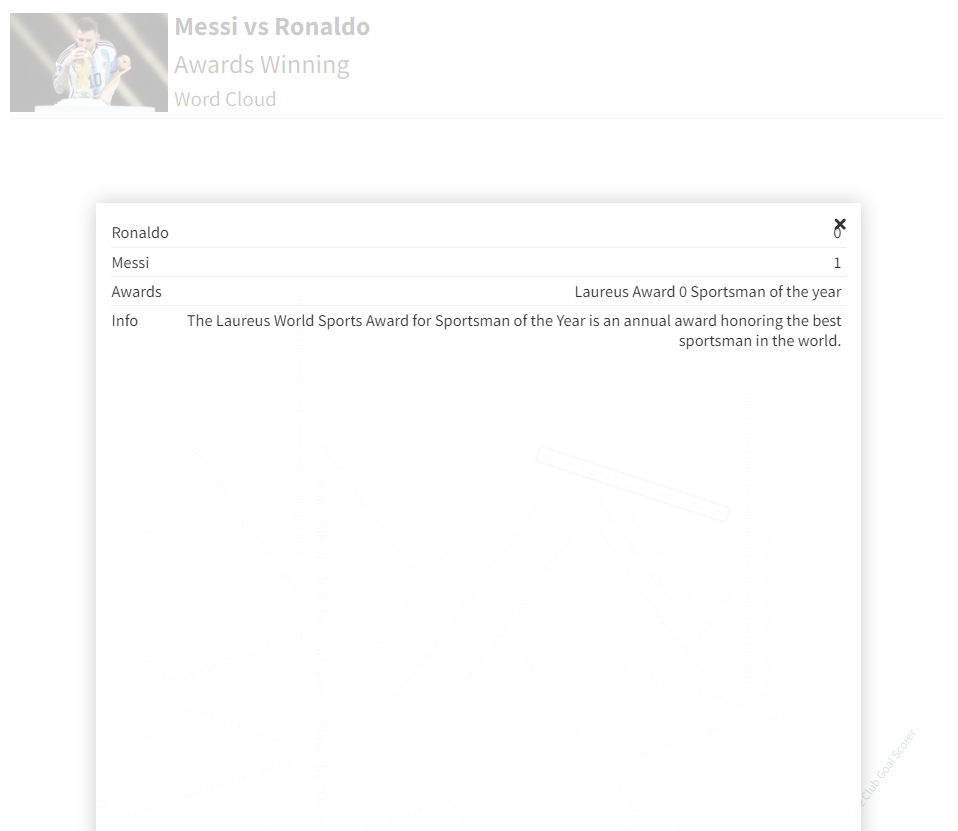 Messi vs Ronaldo
Awards Winning
Word Cloud
Ronaldo 0
Messi 1
Awards Laureus Award 0 Sportsman of the year
Info The Laureus World Sports Award for Sportsman of the Year is an annual award honoring the best
sportsman in the world.
Club Goal Scorer